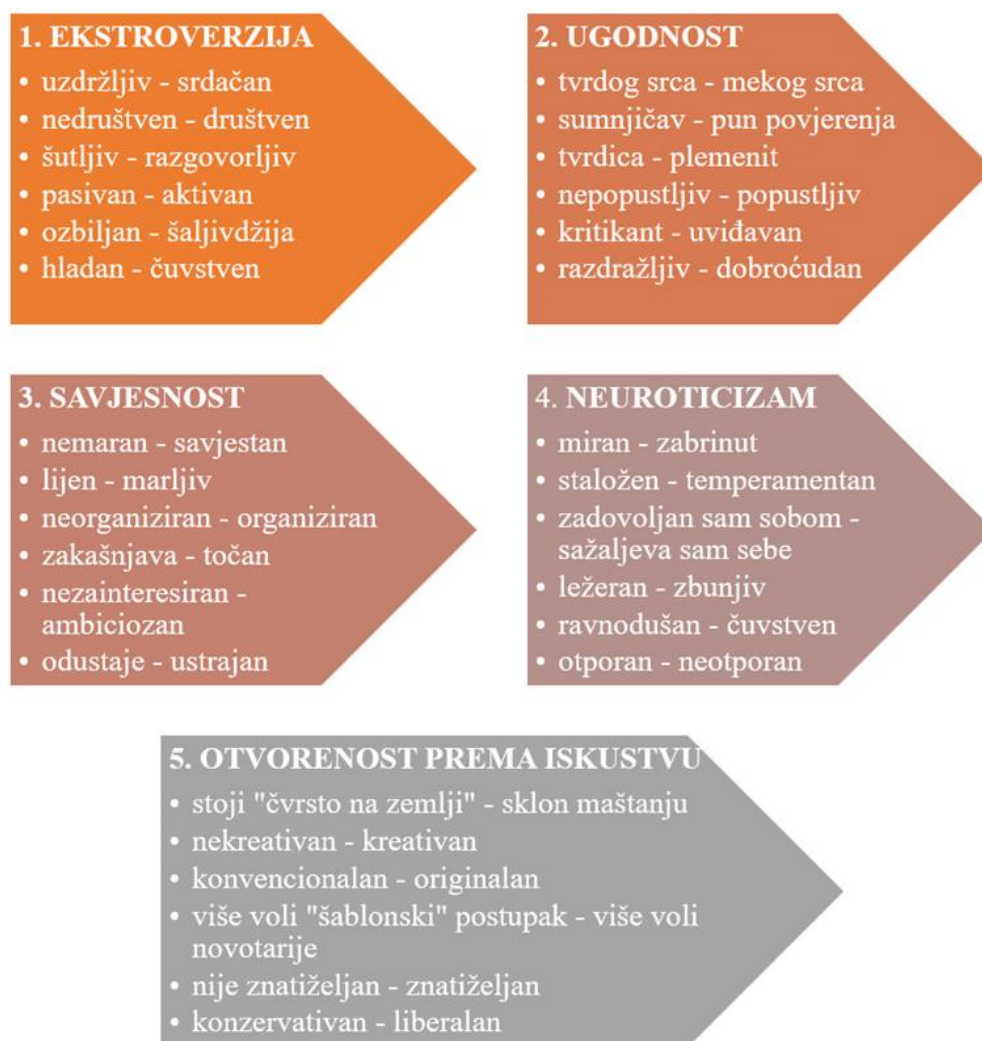 1. EKSTROVERZIJA
• uzdržljiv - srdačan
• nedruštven - društven
• šutljiv - razgovorljiv
• pasivan - aktivan
• ozbiljan - šaljivdžija
• hladan - čuvstven
2. UGODNOST
• tvrdog srca - mekog srca
• sumnjičav - pun povjerenja
• tvrdica - plemenit
• nepopustljiv - popustljiv
• kritikant - uviđavan
• razdražljiv - dobroćudan
3. SAVJESNOST
• nemaran - savjestan
• lijen - marljiv
• neorganiziran - organiziran
• zakašnjava - točan
• nezainteresiran -
ambiciozan
• odustaje - ustrajan
4. NEUROTICIZAM
• miran - zabrinut
• staložen - temperamentan
• zadovoljan sam sobom -
sažaljeva sam sebe
• ležeran - zbunjiv
• ravnodušan - čuvstven
• otporan - neotporan
5. OTVORENOST PREMA ISKUSTVU
• stoji "čvrsto na zemlji" - sklon maštanju
• nekreativan - kreativan
• konvencionalan - originalan
• više voli "šablonski" postupak - više voli
novotarije
• nije znatiželjan - znatiželjan
• konzervativan - liberalan